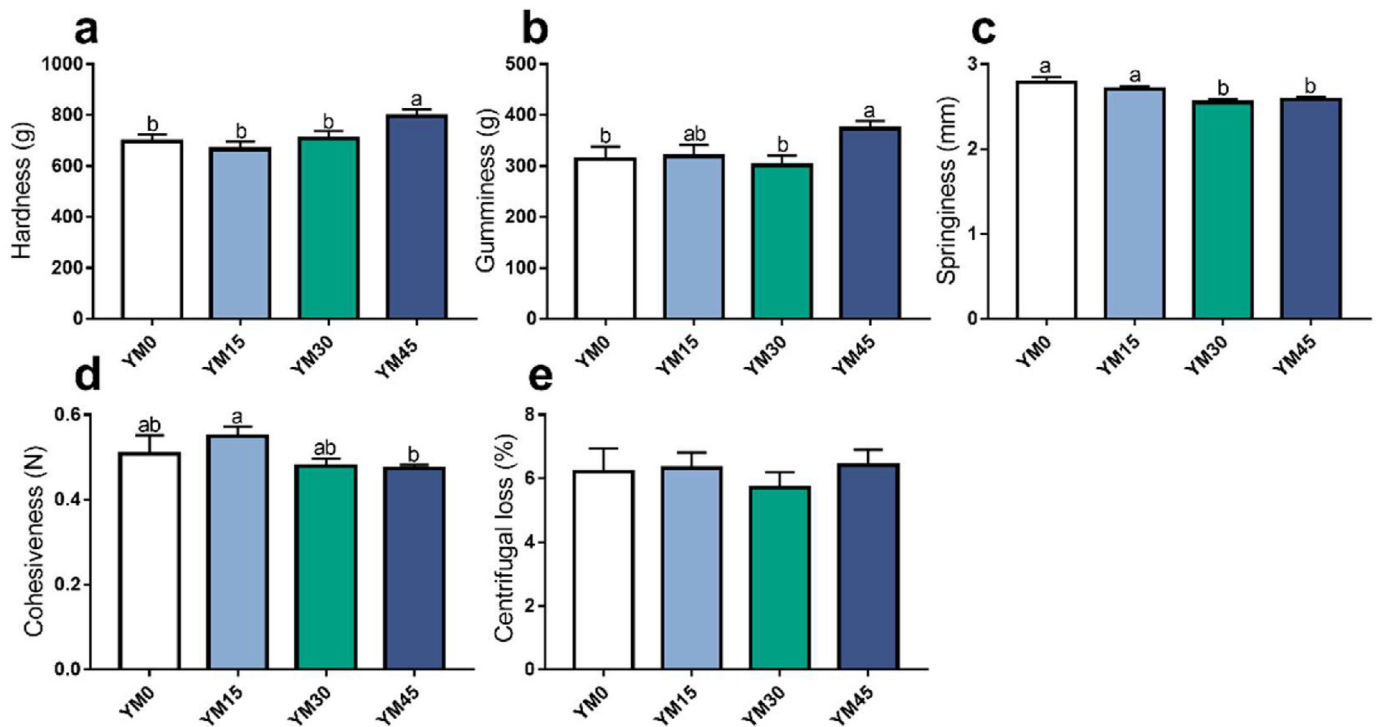 a
Hardness (g)
1000
800
600
400
200
0
b
b
b
a
YM0
YM15
YM30
YM45
b
Gumminess (g)
500
400
300
200
100
0
b
ab
b
a
YM0
YM15
YM30
YM45
c
Springiness (mm)
3
2
1
0
a
a
b
b
YM0
YM15
YM30
YM45
d
Cohesiveness (N)
0.6
0.4
0.2
0.0
ab
a
ab
b
YM0
YM15
YM30
YM45
e
Centrifugal loss (%)
8
6
4
2
0
YM0
YM15
YM30
YM45